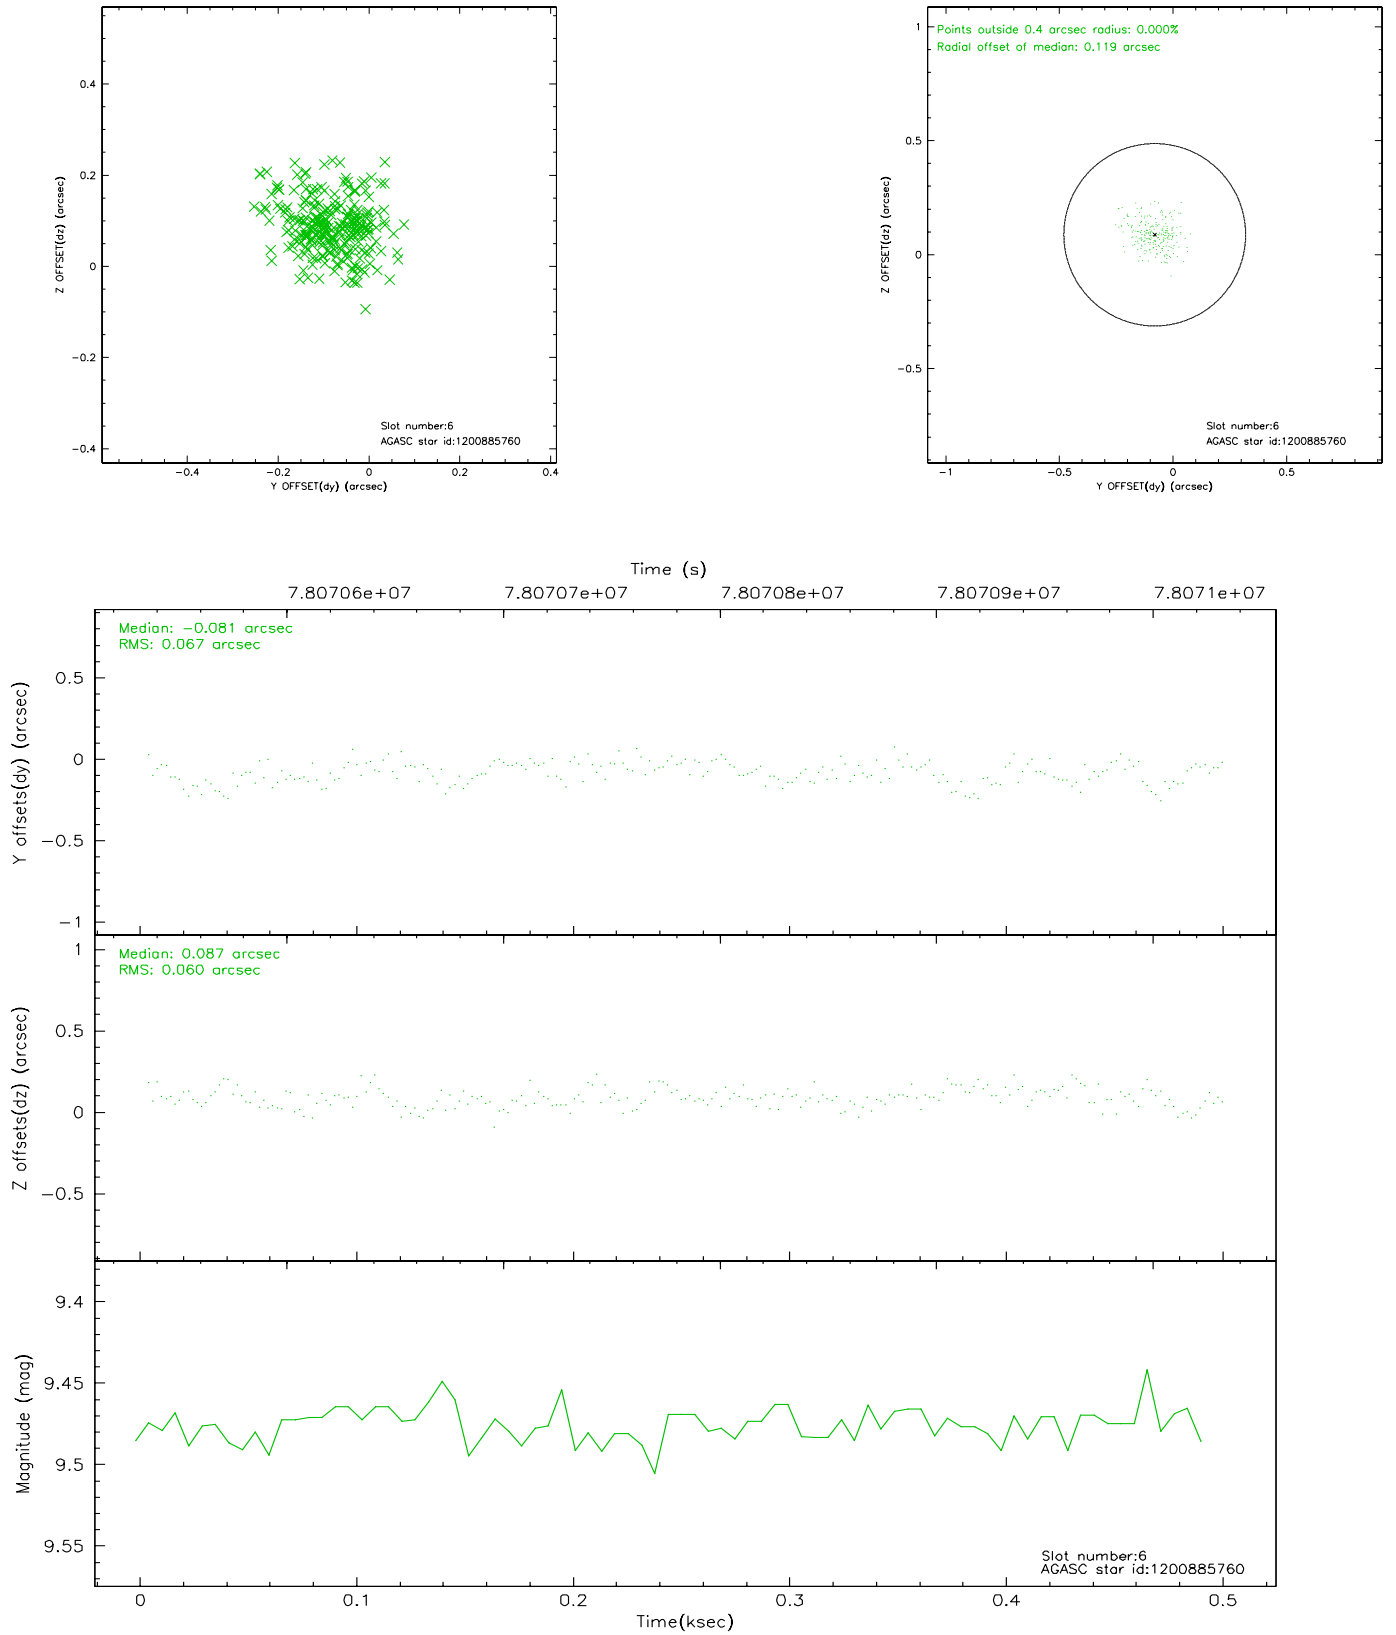 0.4
0.2
0
−0.2
−0.4
Z OFFSET(dz) (arcsec)
Slot number:6
AGASC star id:1200885760
−0.4
−0.2
0
0.2
0.4
Y OFFSET(dy) (arcsec)
Points outside 0.4 arcsec radius: 0.000%
Radial offset of median: 0.119 arcsec
1
0.5
0
−0.5
Z OFFSET(dz) (arcsec)
Slot number:6
AGASC star id:1200885760
−1
−0.5
0
0.5
Y OFFSET(dy) (arcsec)
Time (s)
7.80706e+07
7.80707e+07
7.80708e+07
7.80709e+07
7.8071e+07
Median: −0.081 arcsec
RMS: 0.067 arcsec
0.5
0
−0.5
−1
Y offsets(dy) (arcsec)
Median: 0.087 arcsec
RMS: 0.060 arcsec
1
0.5
0
−0.5
Z offsets(dz) (arcsec)
9.4
9.45
9.5
9.55
Magnitude (mag)
Slot number:6
AGASC star id:1200885760
0
0.1
0.2
0.3
0.4
0.5
Time(ksec)